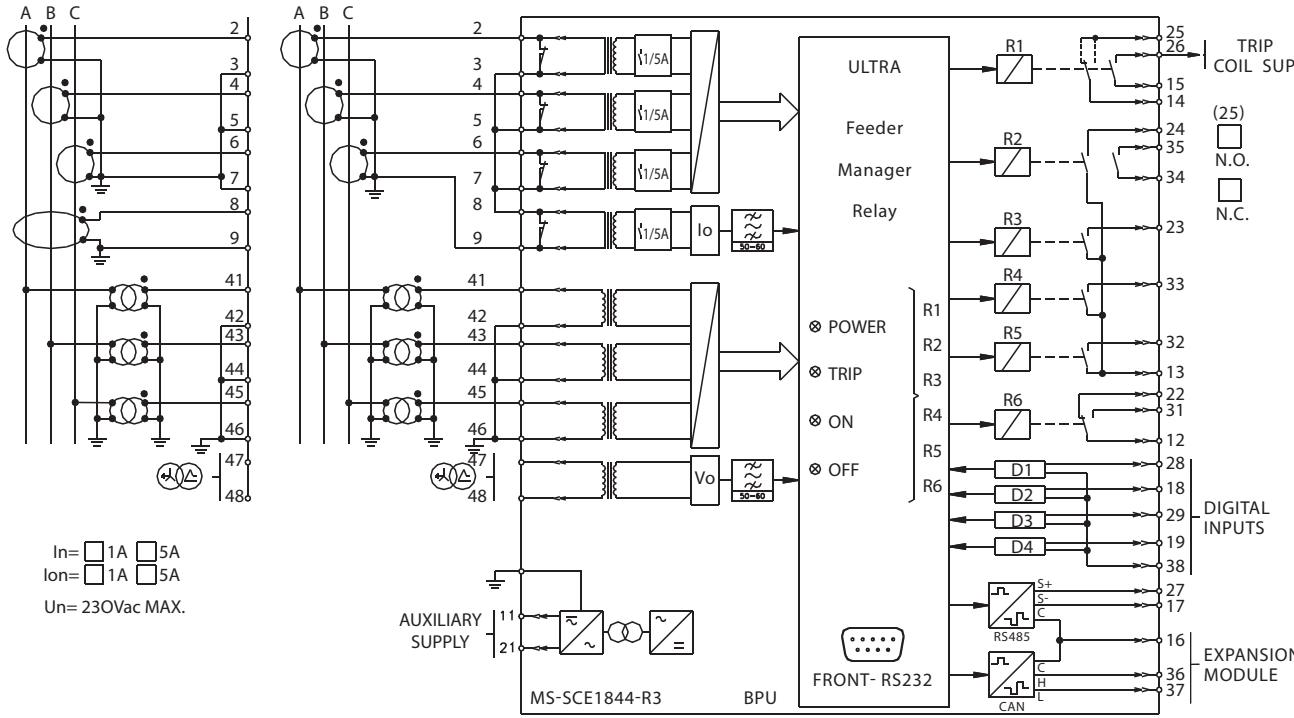 A B C
2
3
4
5
6
7
8
9
41
42
43
44
45
46
47
48
In= 1A 5A
Ion= 1A 5A
Un= 230Vac MAX.
A B C
2
3
4
5
6
7
8
9
41
42
43
44
45
46
47
48
AUXILIARY
SUPPLY
11
21
1/5A
1/5A
1/5A
1/5A
Io
50-60
Vo
50-60
MS-SCE1844-R3
BPU
ULTRA
Feeder
Manager
Relay
POWER
TRIP
ON
OFF
R1
R2
R3
R4
R5
R6
FRONT- RS232
R1
R2
R3
R4
R5
R6
D1
D2
D3
D4
S+
S-
C
RS485
C
H
L
CAN
25
26
15
14
24
35
34
23
33
32
13
22
31
12
28
18
29
19
38
27
17
16
36
37
TRIP
COIL SUP
(25)
N.O.
N.C.
DIGITAL
INPUTS
EXPANSION
MODULE